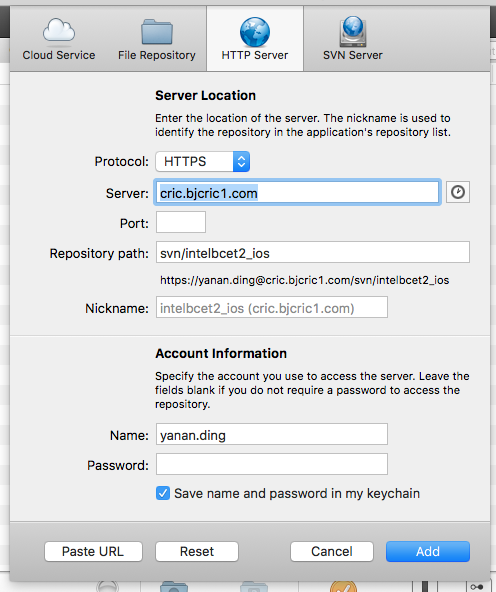 Cloud Service File Repository HTTP Server SVN Server
Server Location
Enter the location of the server. The nickname is used to
identify the repository in the application's repository list.
Protocol: HTTPS
Server: cric.bjcric1.com
Port:
Repository path: svn/intelbcet2_ios
https://yanan.ding@cric.bjcric1.com/svn/intelbcet2_ios
Nickname: intelbcet2_ios (cric.bjcric1.com)
Account Information
Specify the account you use to access the server. Leave the
fields blank if you do not require a password to access the
repository.
Name: yanan.ding
Password:
Save name and password in my keychain
Paste URL Reset Cancel Add